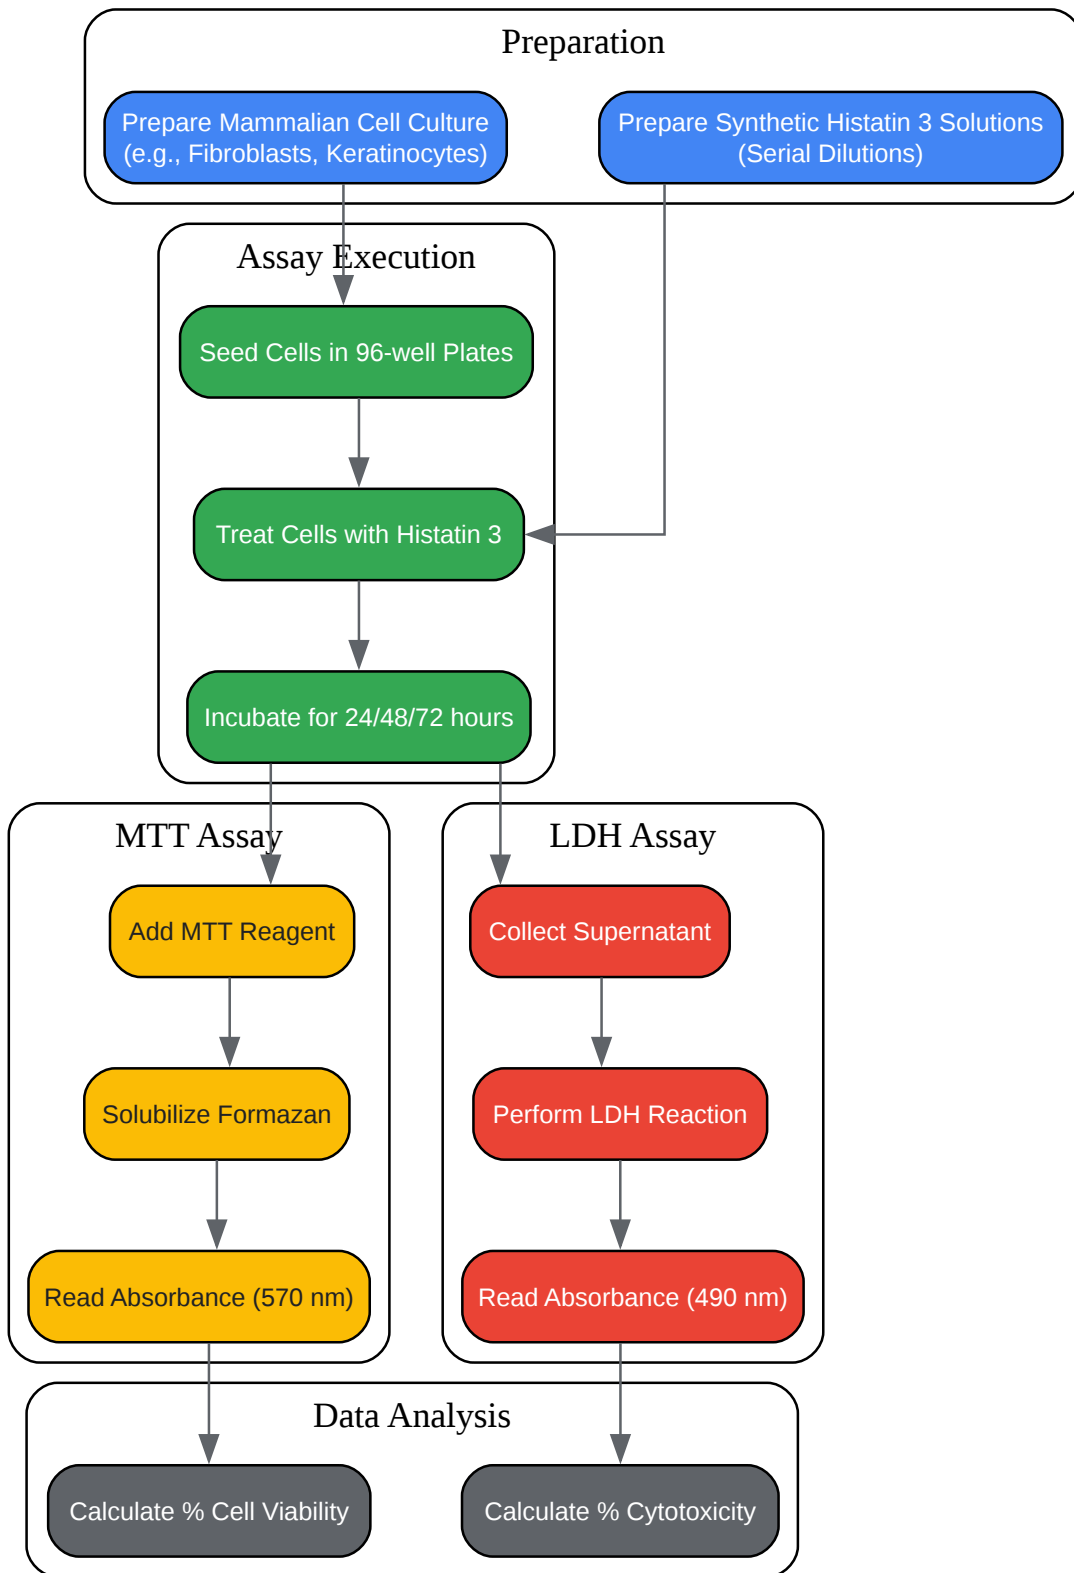 Preparation
Prepare Mammalian Cell Culture
(e.g., Fibroblasts, Keratinocytes)
Prepare Synthetic Histatin 3 Solutions
(Serial Dilutions)
Assay Execution
Seed Cells in 96-well Plates
Treat Cells with Histatin 3
Incubate for 24/48/72 hours
MTT Assay
Add MTT Reagent
Solubilize Formazan
Read Absorbance (570 nm)
LDH Assay
Collect Supernatant
Perform LDH Reaction
Read Absorbance (490 nm)
Data Analysis
Calculate % Cell Viability
Calculate % Cytotoxicity